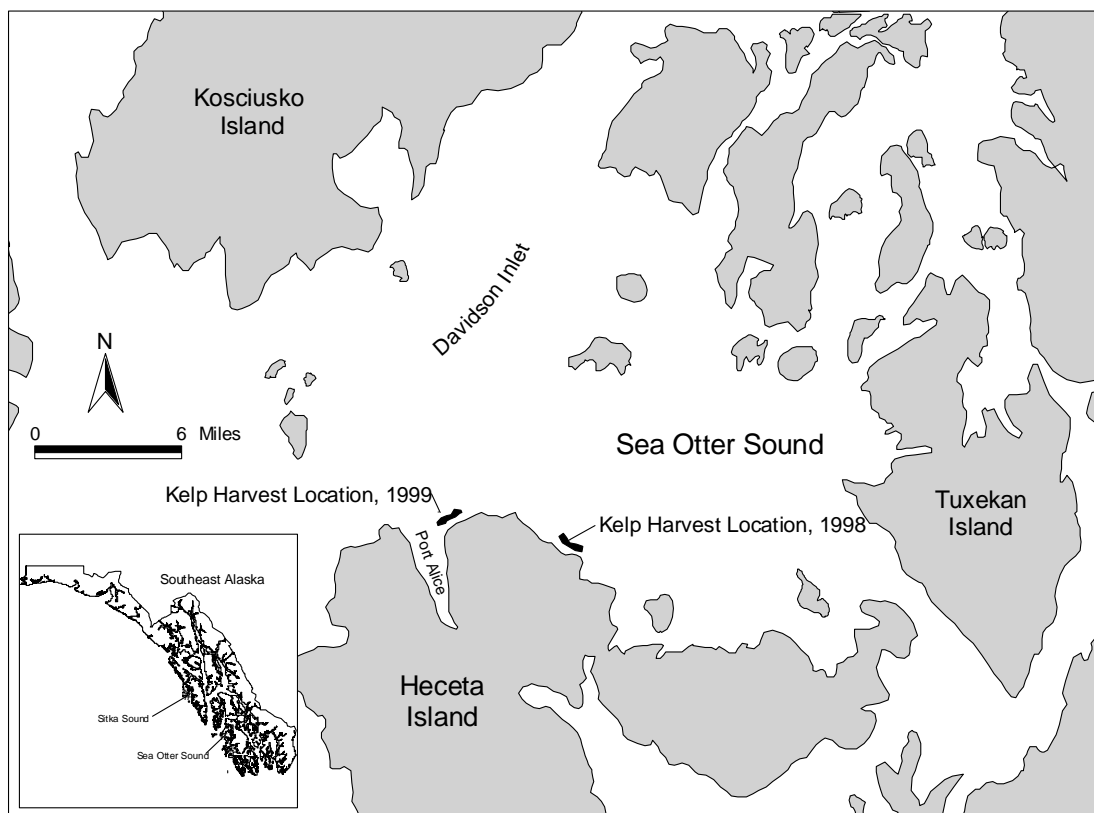 Kosciusko
Island
Davidson Inlet
N
0 6 Miles
Sea Otter Sound
Kelp Harvest Location, 1999
Port Alice
Kelp Harvest Location, 1998
Tuxekan
Island
Southeast Alaska
Sitka Sound
Sea Otter Sound
Heceta
Island